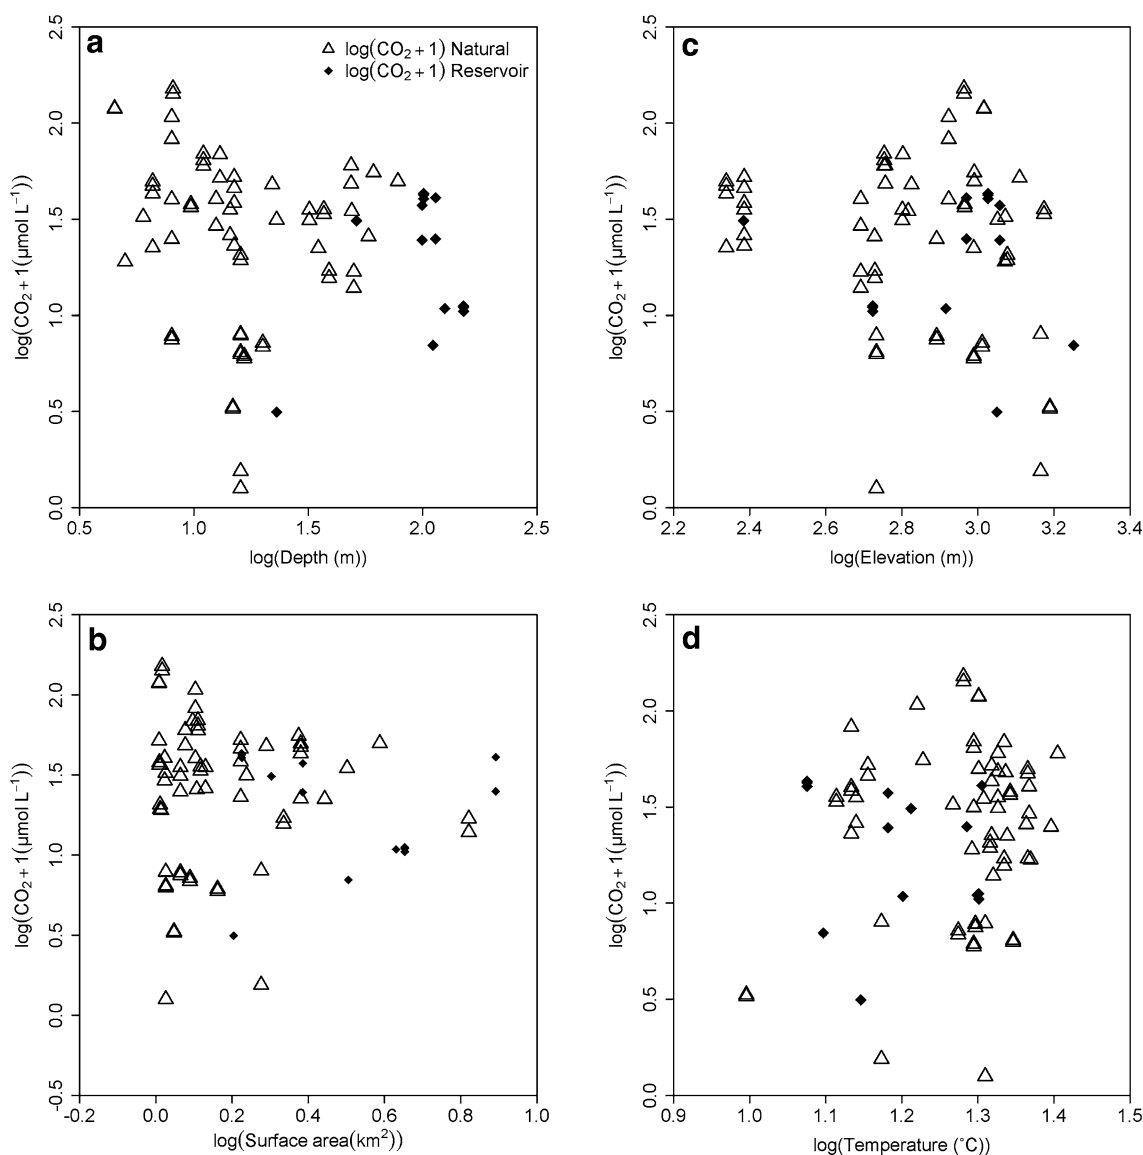 a
△ log(CO₂ + 1) Natural
◆ log(CO₂ + 1) Reservoir
2.5
2.0
1.5
1.0
0.5
0.0
log(CO₂ + 1(µmol L⁻¹))
0.5 1.0 1.5 2.0 2.5
log(Depth (m))
c
2.5
2.0
1.5
1.0
0.5
0.0
log(CO₂ + 1(µmol L⁻¹))
2.2 2.4 2.6 2.8 3.0 3.2 3.4
log(Elevation (m))
b
2.5
2.0
1.5
1.0
0.5
0.0
-0.5
log(CO₂ + 1(µmol L⁻¹))
-0.2 0.0 0.2 0.4 0.6 0.8 1.0
log(Surface area(km²))
d
2.5
2.0
1.5
1.0
0.5
0.0
log(CO₂ + 1(µmol L⁻¹))
0.9 1.0 1.1 1.2 1.3 1.4 1.5
log(Temperature (˚C))